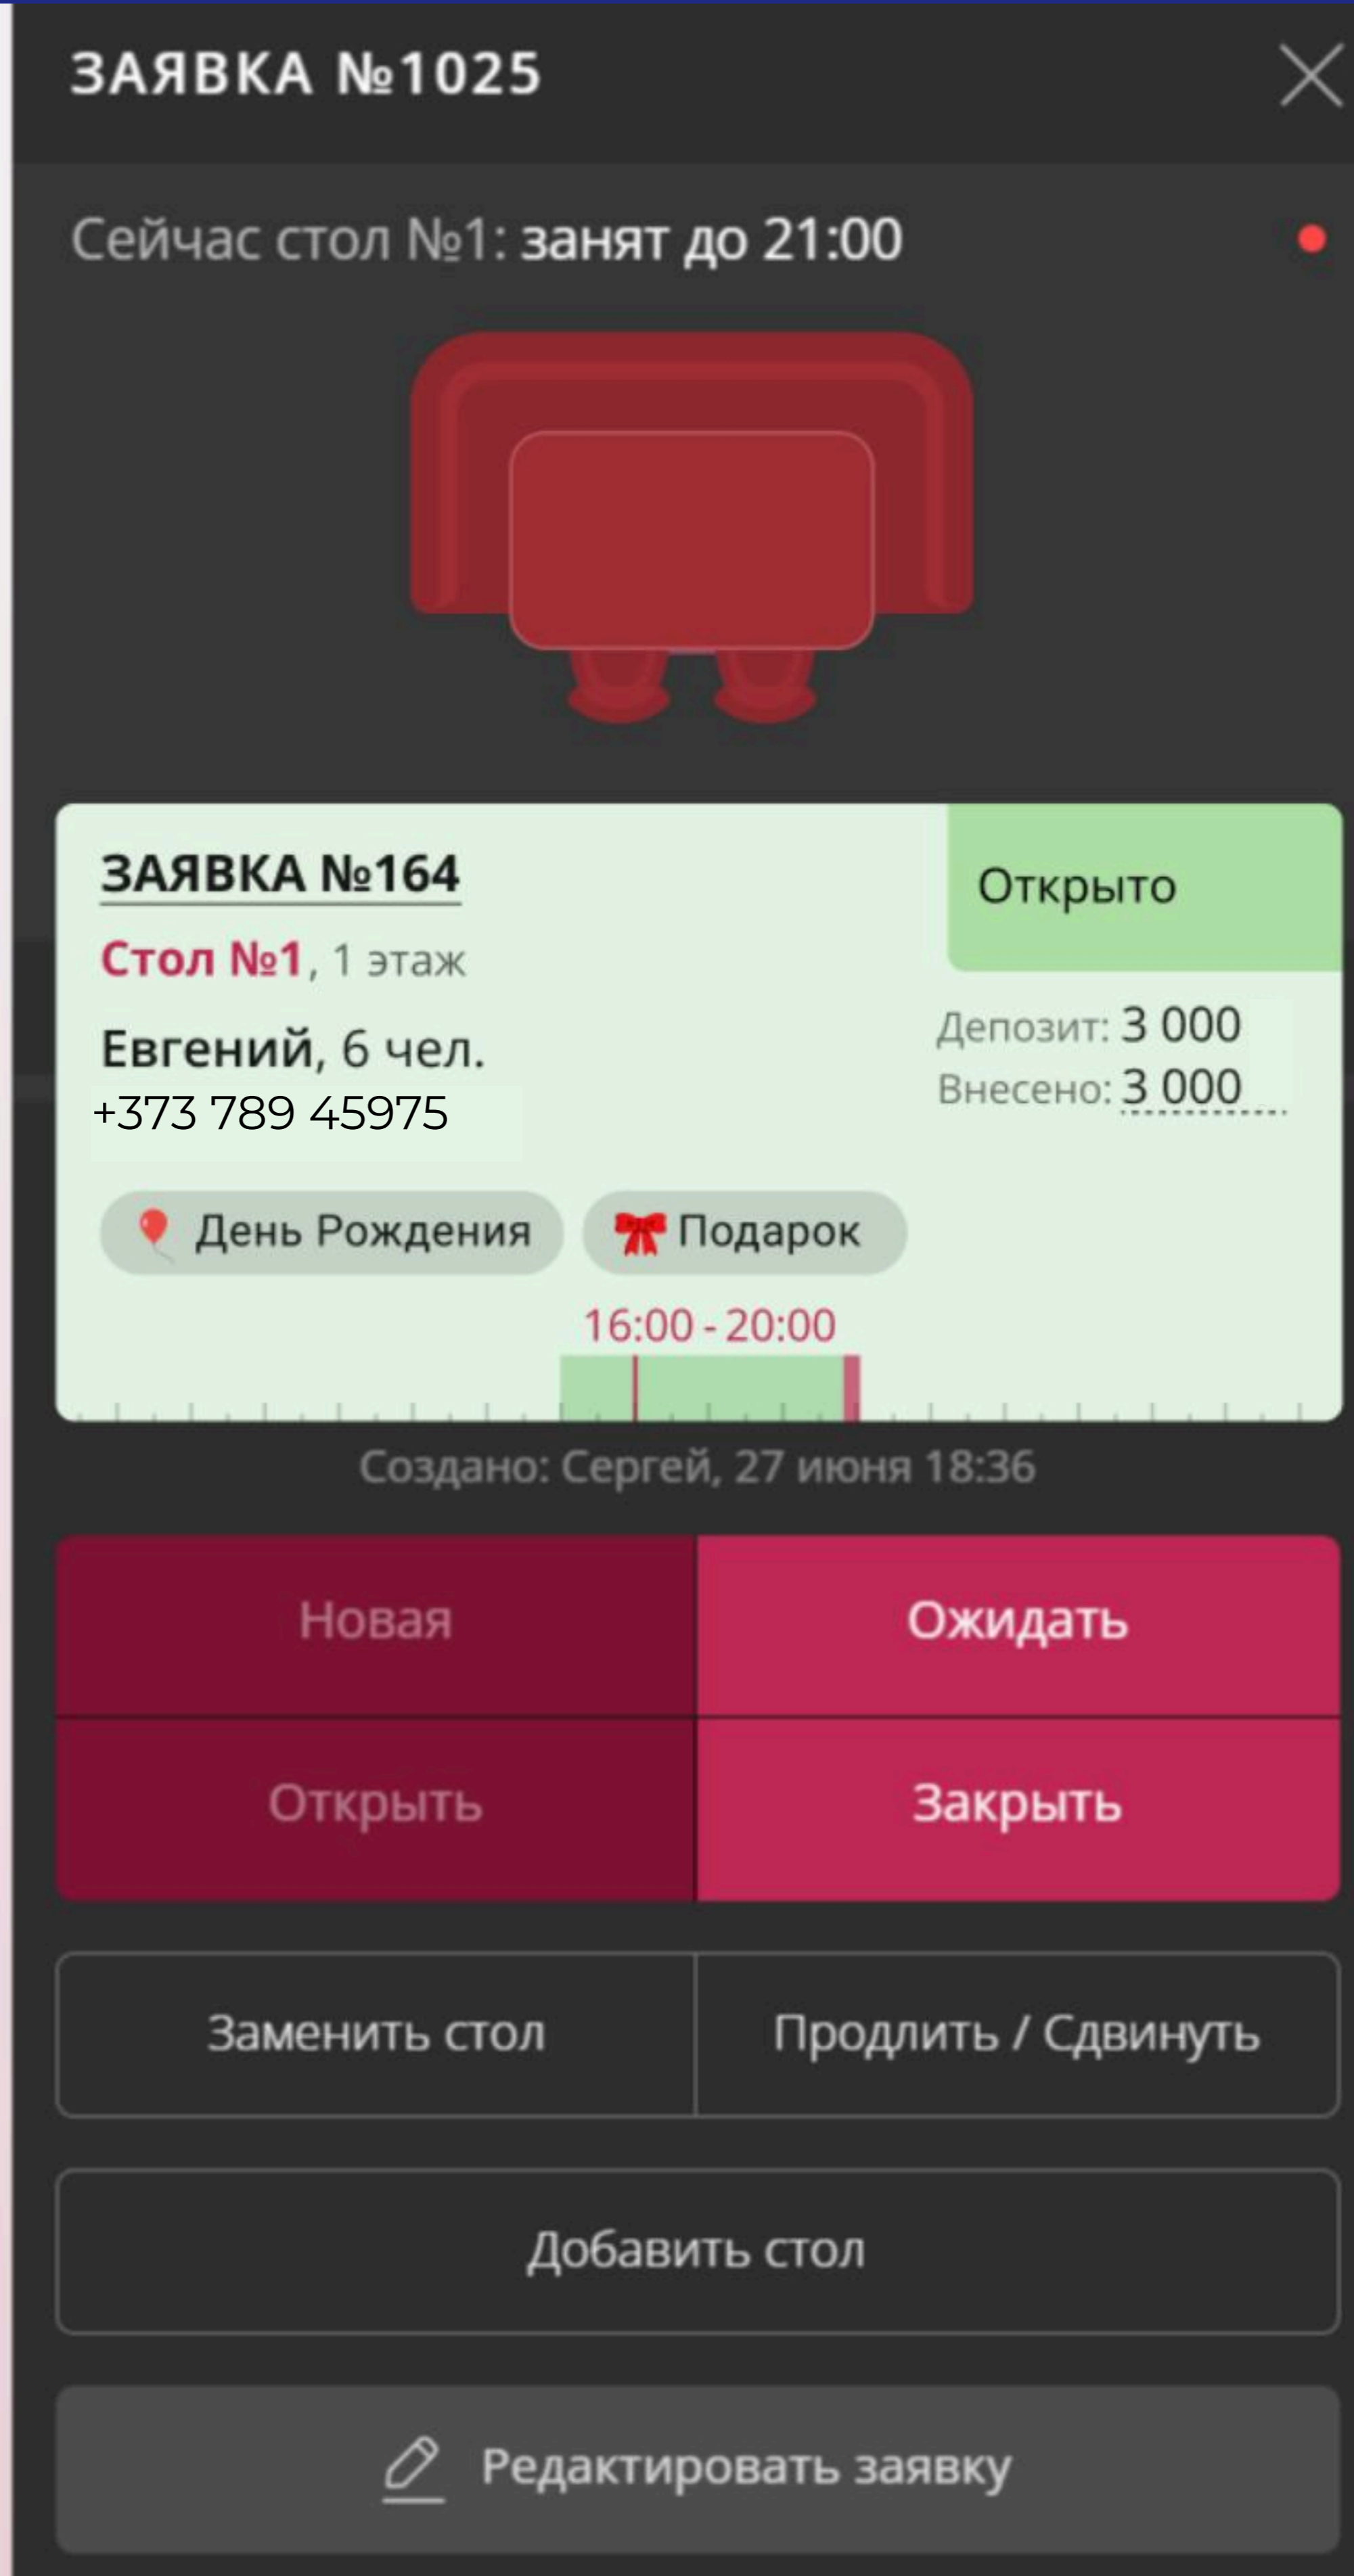 ЗАЯВКА №1025
Сейчас стол №1: занят до 21:00
ЗАЯВКА №164
Открыто
Стол №1, 1 этаж
Депозит: 3 000
Евгений, 6 чел.
Внесено: 3 000
+373 789 45975
День Рождения
Подарок
16:00 - 20:00
Создано: Сергей, 27 июня 18:36
Новая
Ожидать
Открыть
Закрыть
Заменить стол
Продлить / Сдвинуть
Добавить стол
Редактировать заявку